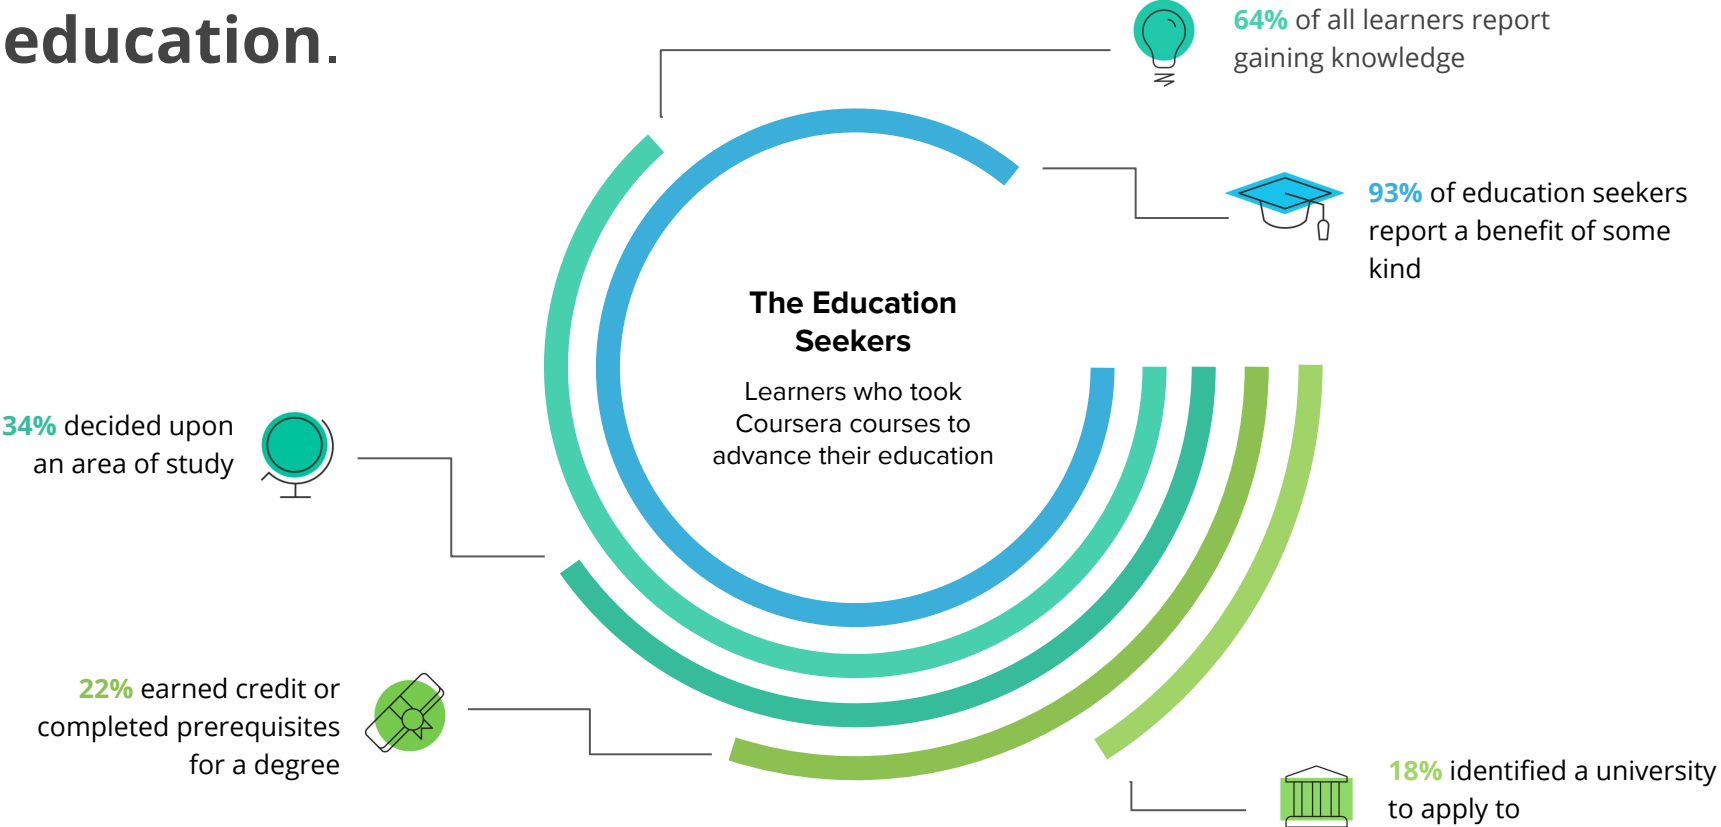 education.
64% of all learners report
gaining knowledge
93% of education seekers
report a benefit of some
kind
The Education
Seekers
Learners who took
Coursera courses to
advance their education
34% decided upon
an area of study
22% earned credit or
completed prerequisites
for a degree
18% identified a university
to apply to